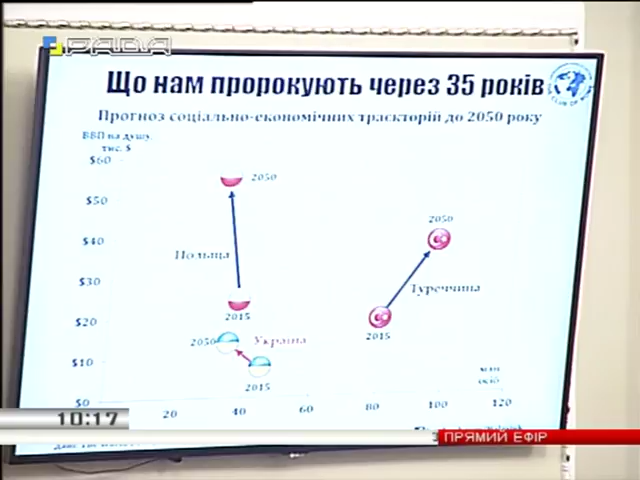 РАДА
Що нам пророкують через 35 років
Прогноз соціально-економічних траєкторій до 2050 року
ВВП на душу,
тис. $
$60
2050
$50
2050
$40
Польща
$30
Туреччина
2015
$20
2015
2050
Україна
$10
2015
млн
осіб
$0
20
40
60
80
100
120
10:17
ПРЯМИЙ ЕФІР